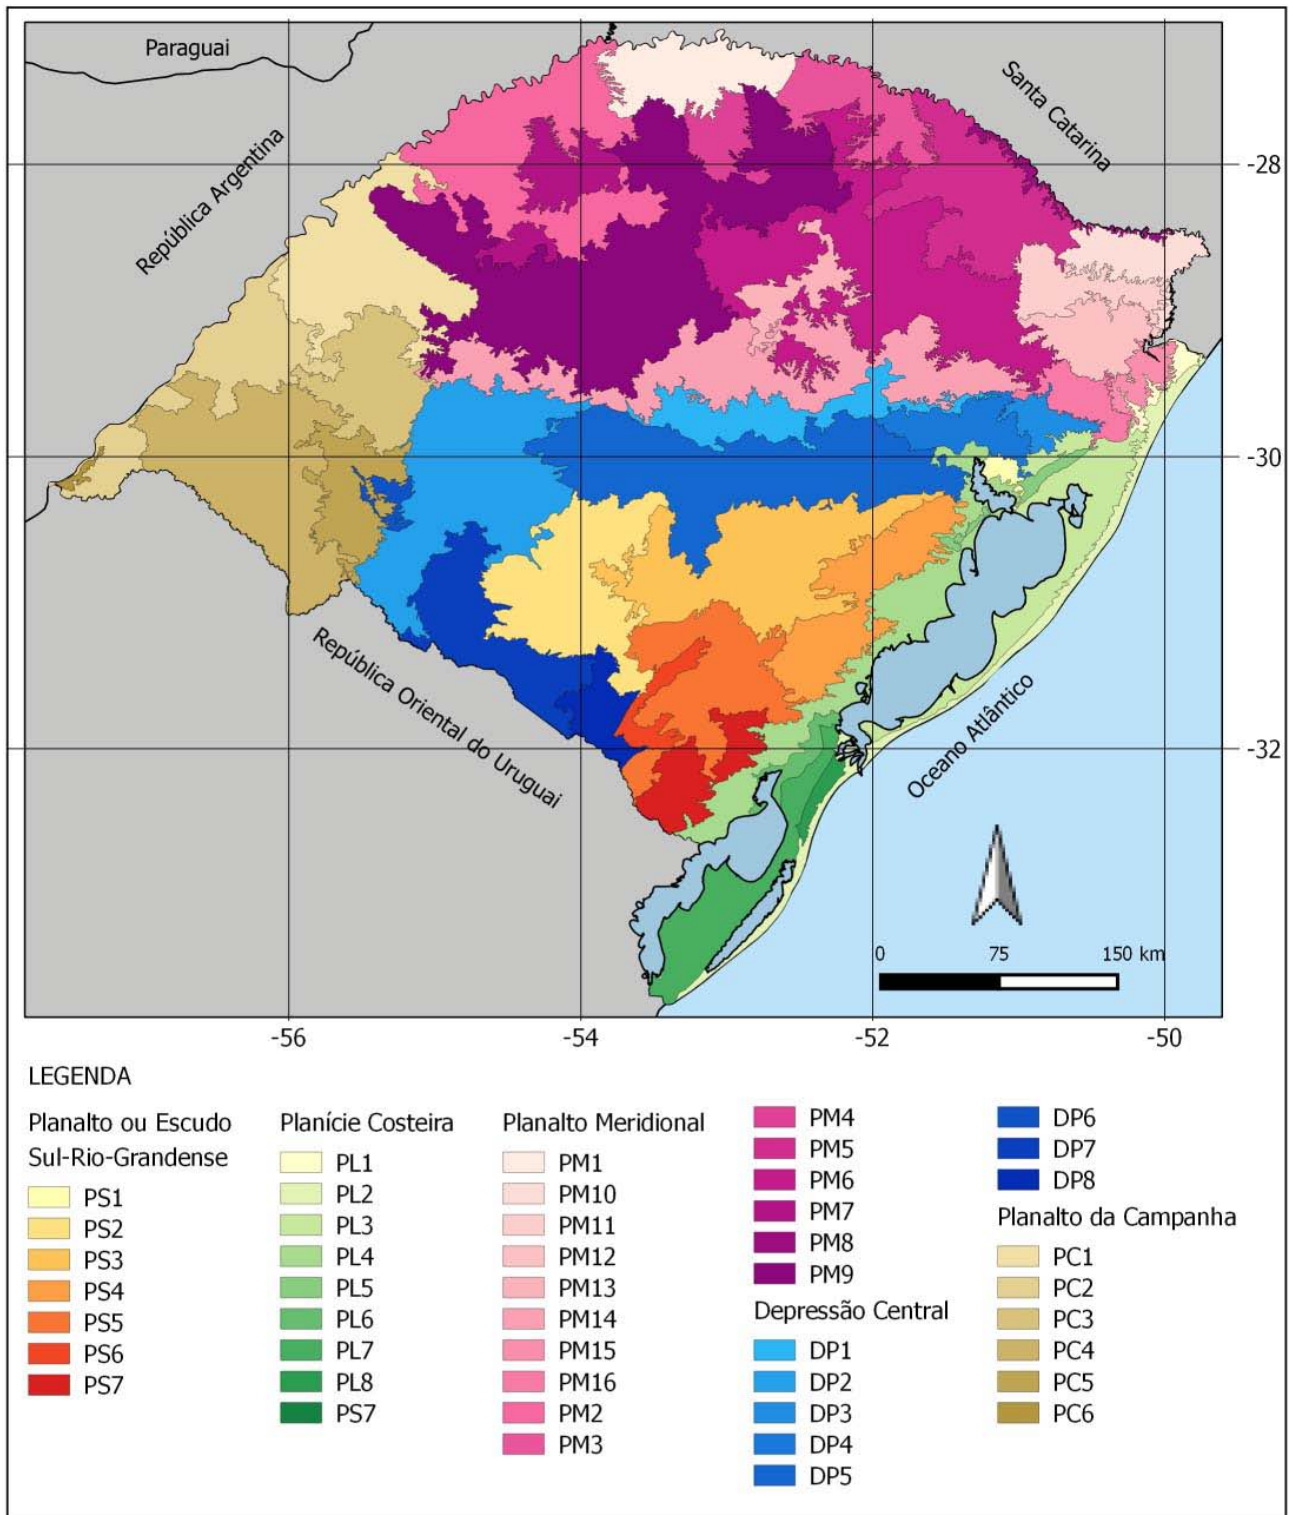 Paraguai
Santa Catarina
República Argentina
-28
-30
República Oriental do Uruguai
Oceano Atlântico
-32
0 75 150 km
-56 -54 -52 -50
LEGENDA
Planalto ou Escudo
Sul-Rio-Grandense
PS1
PS2
PS3
PS4
PS5
PS6
PS7
Planície Costeira
PL1
PL2
PL3
PL4
PL5
PL6
PL7
PL8
PS7
Planalto Meridional
PM1
PM10
PM11
PM12
PM13
PM14
PM15
PM16
PM2
PM3
PM4
PM5
PM6
PM7
PM8
PM9
Depressão Central
DP1
DP2
DP3
DP4
DP5
DP6
DP7
DP8
Planalto da Campanha
PC1
PC2
PC3
PC4
PC5
PC6